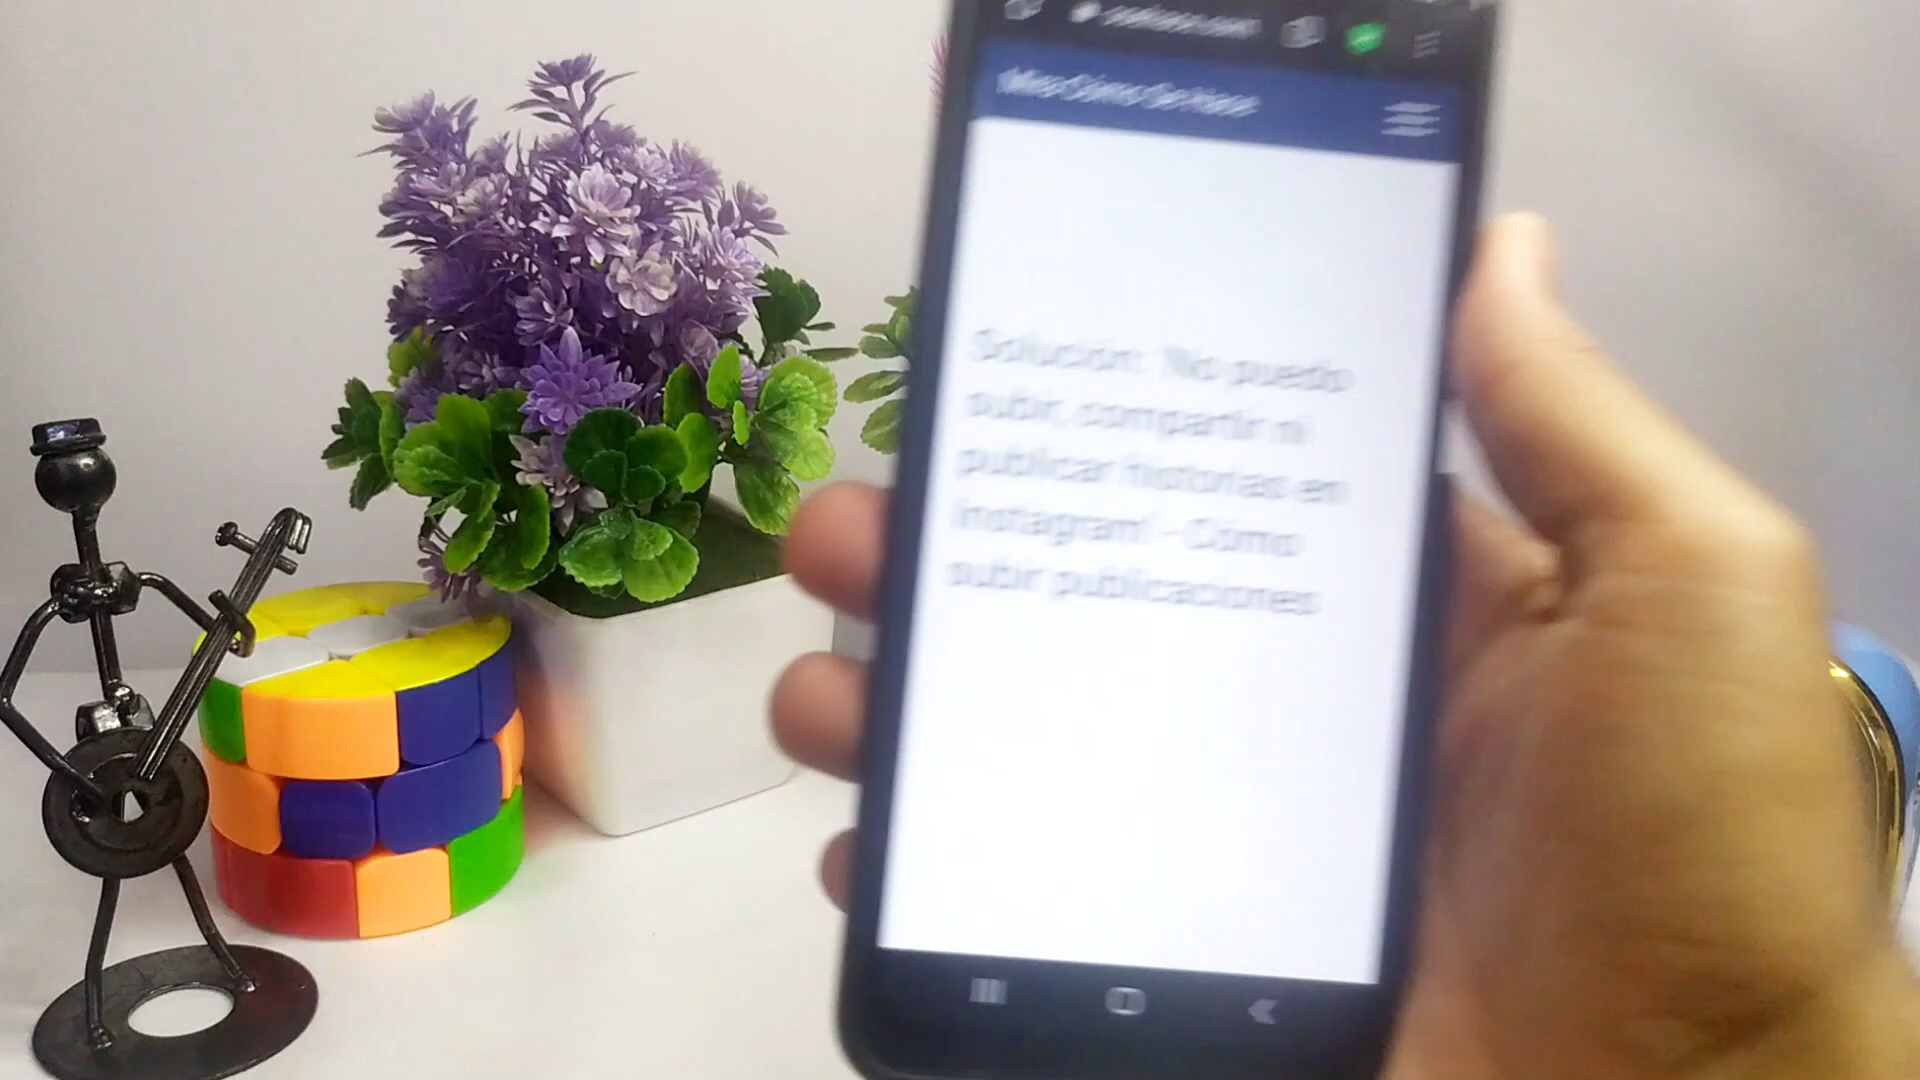 Solución: 'No puedo
subir, compartir ni
publicar historias en
Instagram' - Cómo
subir publicaciones